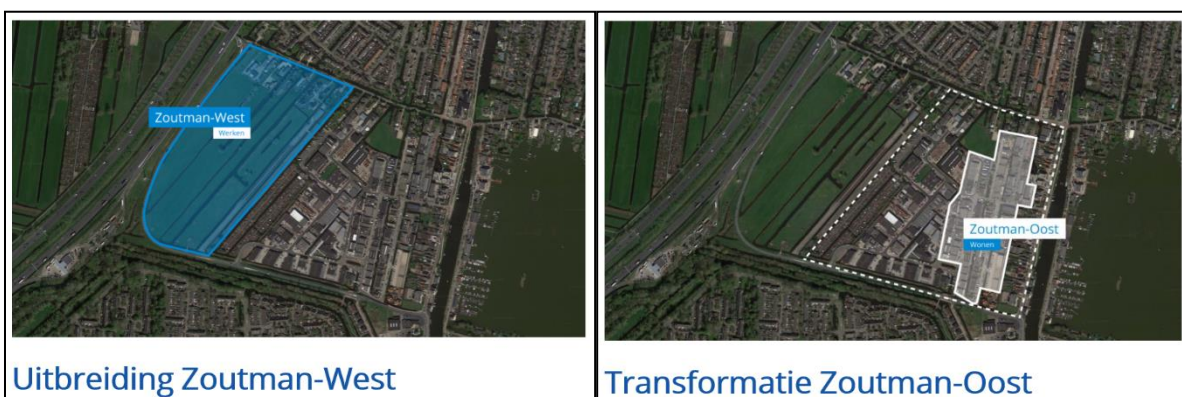 Zoutman-West
Werken
Zoutman-Oost
Wonen
Uitbreiding Zoutman-West
Transformatie Zoutman-Oost